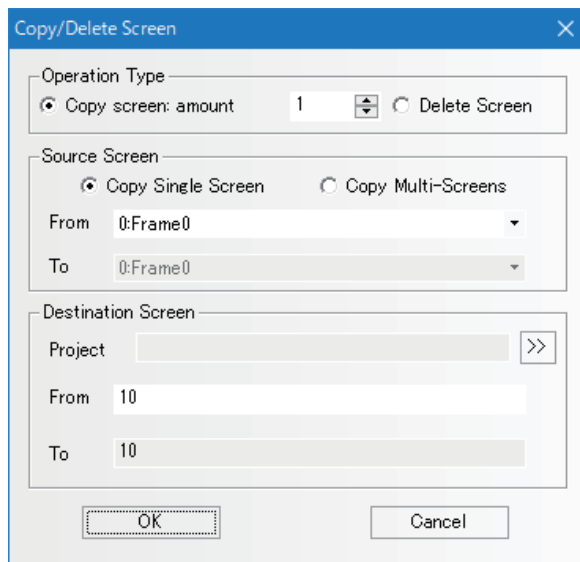 Copy/Delete Screen
Operation Type
Copy screen: amount 1 Delete Screen
Source Screen
Copy Single Screen Copy Multi-Screens
From 0:Frame0
To 0:Frame0
Destination Screen
Project >>
From 10
To 10
OK Cancel